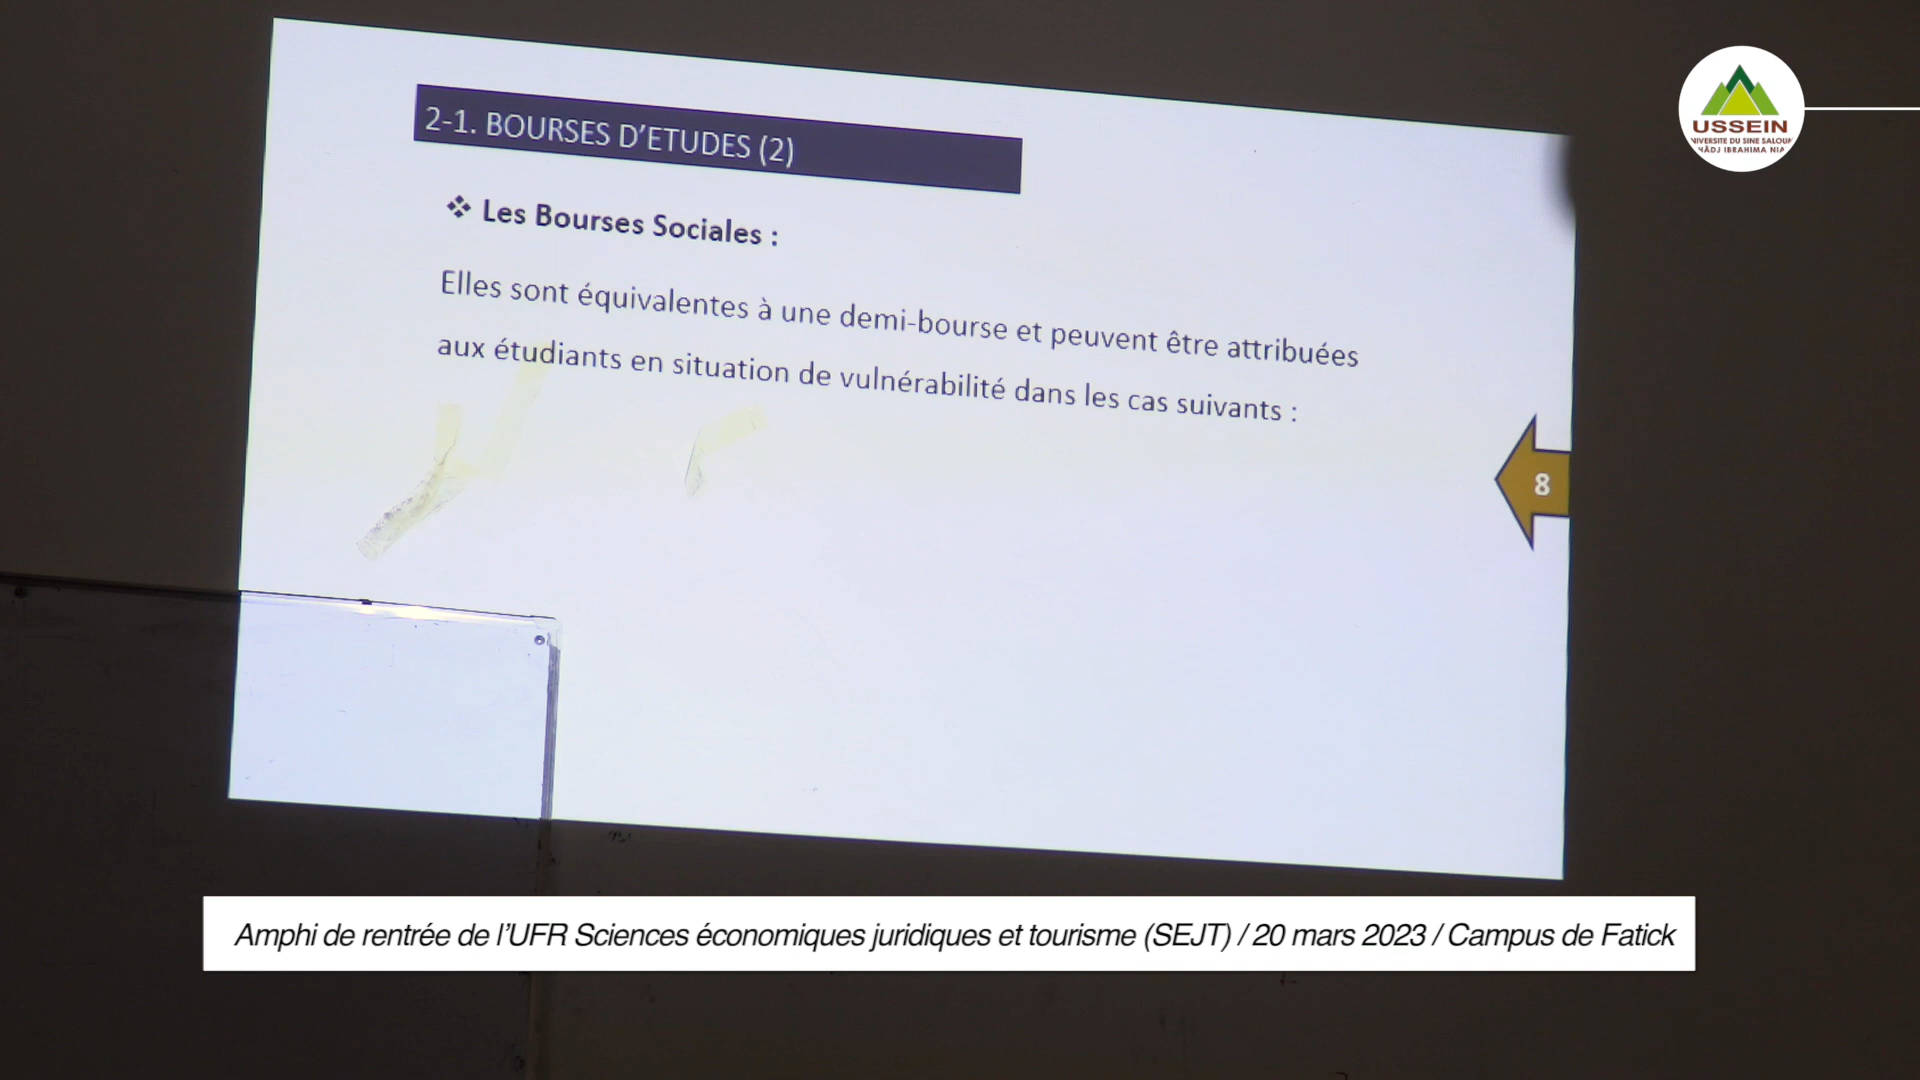 2-1. BOURSES D'ETUDES (2)
❖ Les Bourses Sociales :
Elles sont équivalentes à une demi-bourse et peuvent être attribuées
aux étudiants en situation de vulnérabilité dans les cas suivants :
8
USSEIN
Amphi de rentrée de l'UFR Sciences économiques juridiques et tourisme (SEJT) / 20 mars 2023 / Campus de Fatick